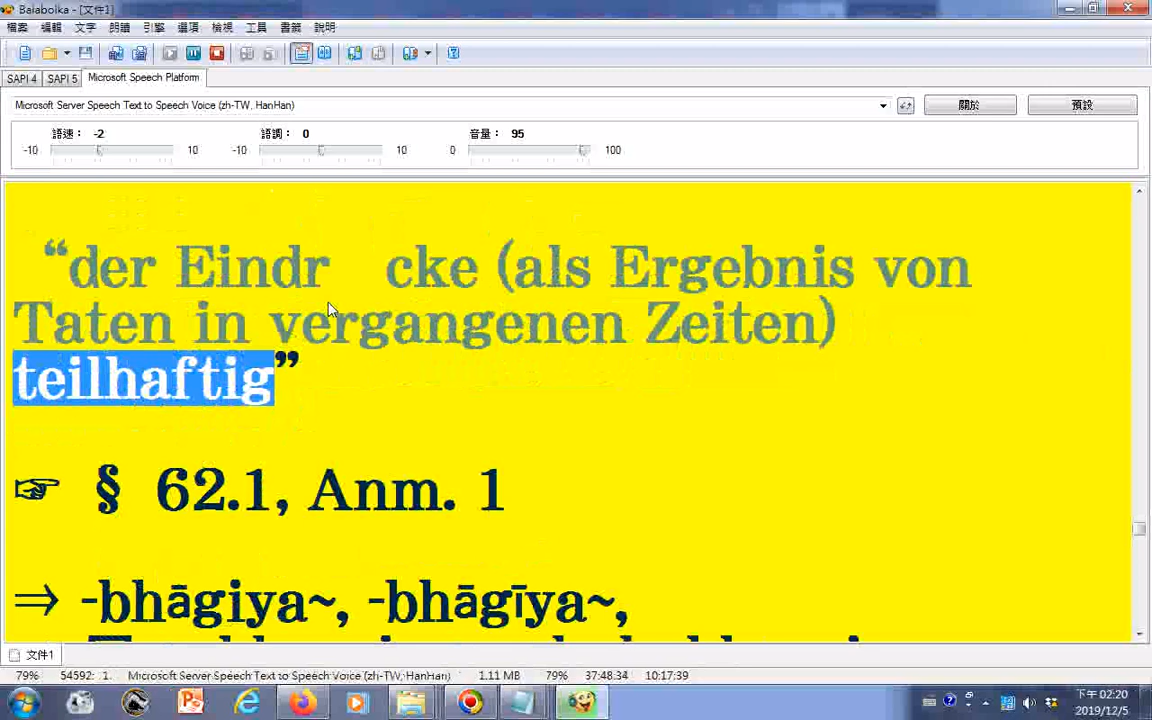 Balabolka - [文件1]
檔案 編輯 文字 朗讀 引擎 選項 檢視 工具 書籤 說明
SAPI 4 SAPI 5 Microsoft Speech Platform
Microsoft Server Speech Text to Speech Voice (zh-TW, HanHan)
關於 預設
語速： -2 語調： 0 音量： 95
-10 10 -10 10 0 100
“der Eindr cke (als Ergebnis von
Taten in vergangenen Zeiten)
teilhaftig”
☞ § 62.1, Anm. 1
⇒ -bhāgiya~, -bhāgīya~,
文件1
79% 54592: 1. Microsoft Server Speech Text to Speech Voice (zh-TW, HanHan) 1.11 MB 79% 37:48:34 10:17:39
下午 02:20
2019/12/5